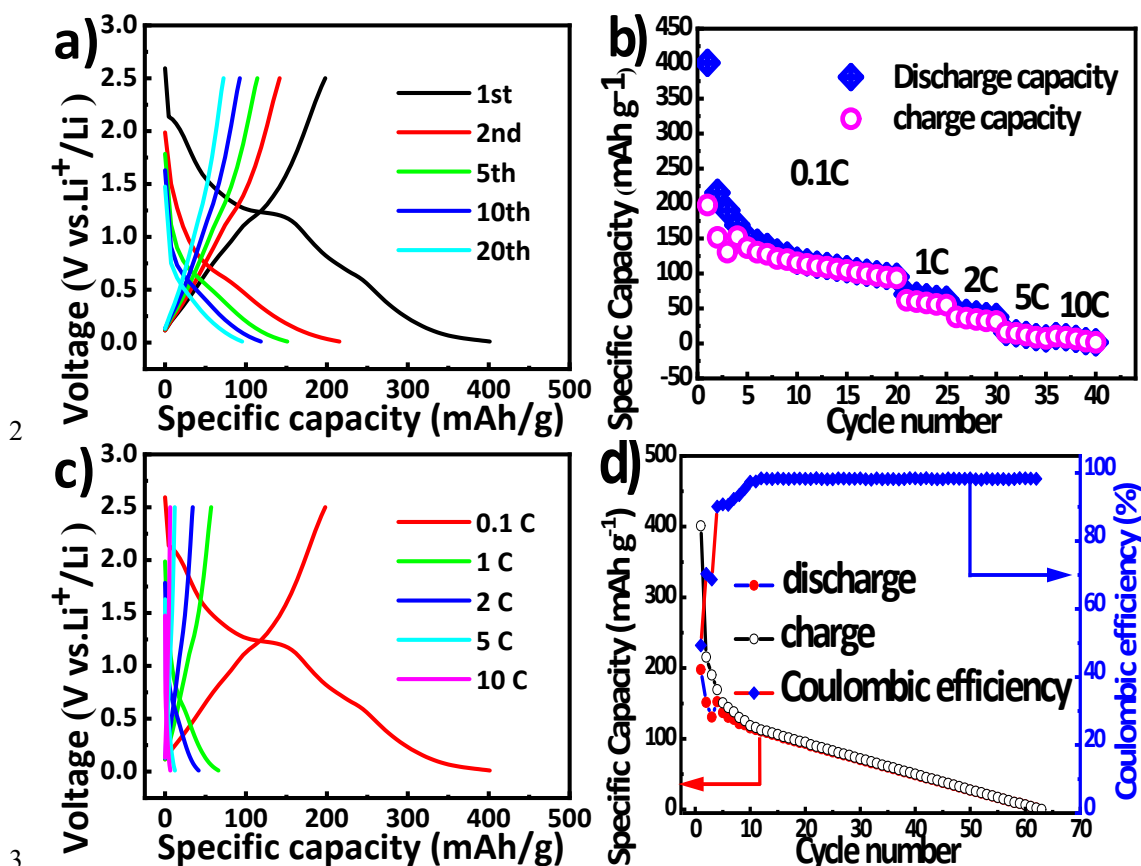 a)
Voltage (V vs.Li⁺/Li)
3.0
2.5
2.0
1.5
1.0
0.5
0.0
1st
2nd
5th
10th
20th
0 100 200 300 400 500
Specific capacity (mAh/g)
2
b)
Specific Capacity (mAh g⁻¹)
450
400
350
300
250
200
150
100
50
0
-50
Discharge capacity
charge capacity
0.1C
1C
2C
5C
10C
0 5 10 15 20 25 30 35 40
Cycle number
c)
Voltage (V vs.Li⁺/Li)
3.0
2.5
2.0
1.5
1.0
0.5
0.0
0.1 C
1 C
2 C
5 C
10 C
0 100 200 300 400 500
Specific capacity (mAh/g)
3
d)
Specific Capacity (mAh g⁻¹)
500
400
300
200
100
0
discharge
charge
Coulombic efficiency
100
80
60
40
20
0
Coulombic efficiency (%)
0 10 20 30 40 50 60 70
Cycle number